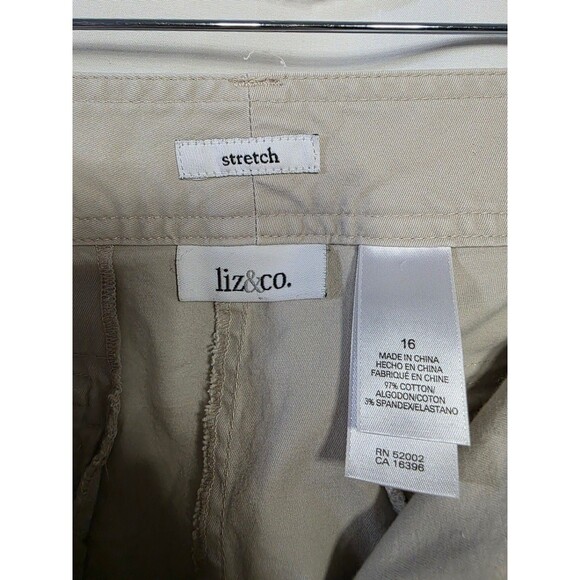 stretch
liz&co.
16
MADE IN CHINA
HECHO EN CHINA
FABRIQUÉ EN CHINE
97% COTTON/
ALGODON/COTON
3% SPANDEX/ELASTANO
RN 52002
CA 16396